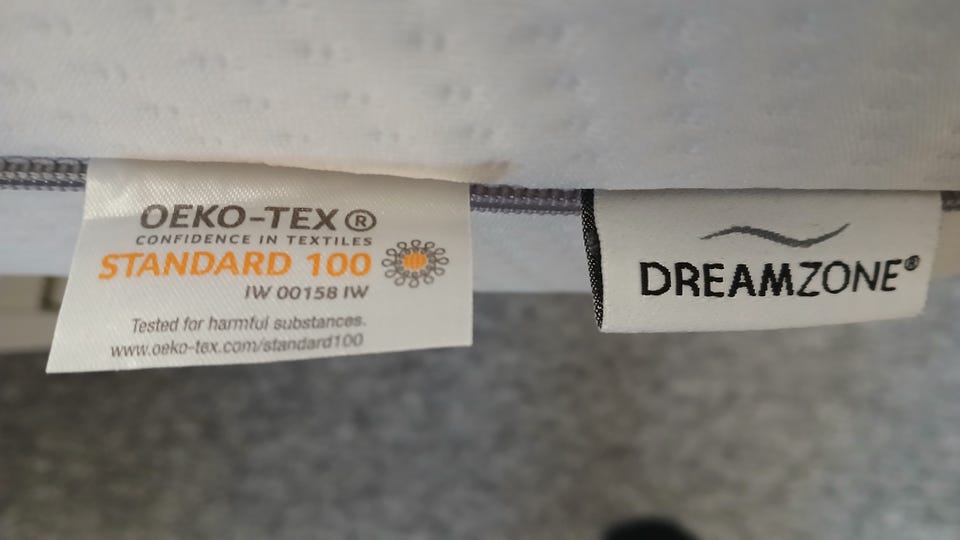 OEKO-TEX®
CONFIDENCE IN TEXTILES
STANDARD 100
IW 00158 IW
Tested for harmful substances.
www.oeko-tex.com/standard100
DREAMZONE®